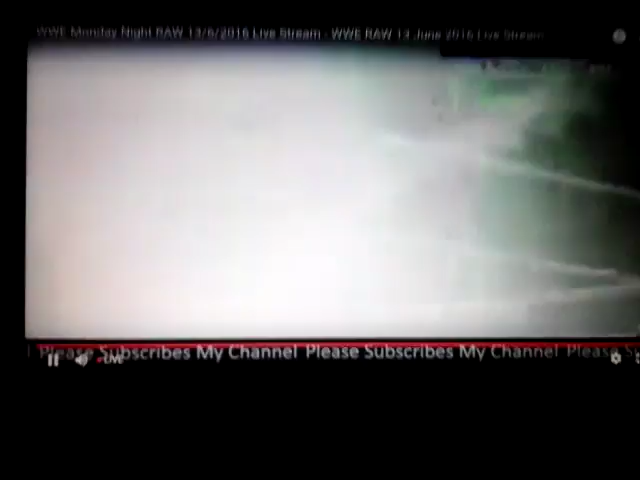 WWE Monday Night RAW 13/6/2016 Live Stream - WWE RAW 13 June 2016 Live Stream
Please Subscribes My Channel Please Subscribes My Channel Please
LIVE